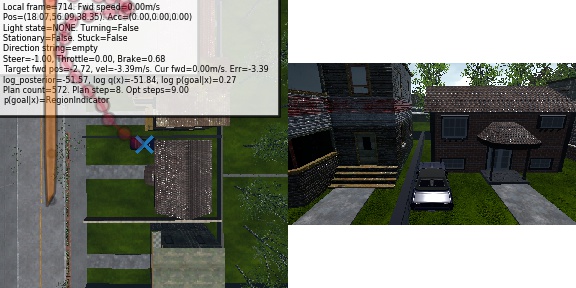 Local frame=714. Fwd speed=0.00m/s
Pos=(18.07,56.09,38.35) Acc=(0.00,0.00,0.00)
Light state=NONE. Turning=False
Stationary=False. Stuck=False
Direction string=empty
Steer=-1.00, Throttle=0.00, Brake=0.68
Target fwd pos=-2.72, vel=-3.39m/s. Cur fwd=0.00m/s. Err=-3.39
log_posterior=-51.57, log q(x)=-51.84, log p(goal|x)=0.27
Plan count=572. Plan step=8. Opt steps=9.00
p(goal|x)=RegionIndicator